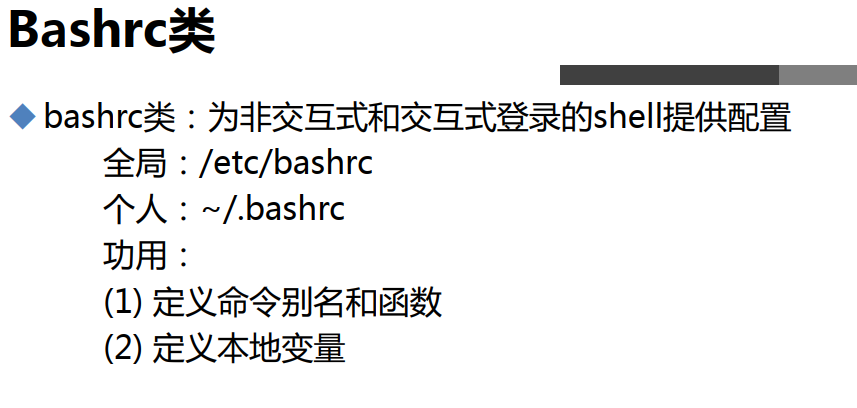 Bashrc类
bashrc类：为非交互式和交互式登录的shell提供配置
全局：/etc/bashrc
个人：~/.bashrc
功用：
(1) 定义命令别名和函数
(2) 定义本地变量